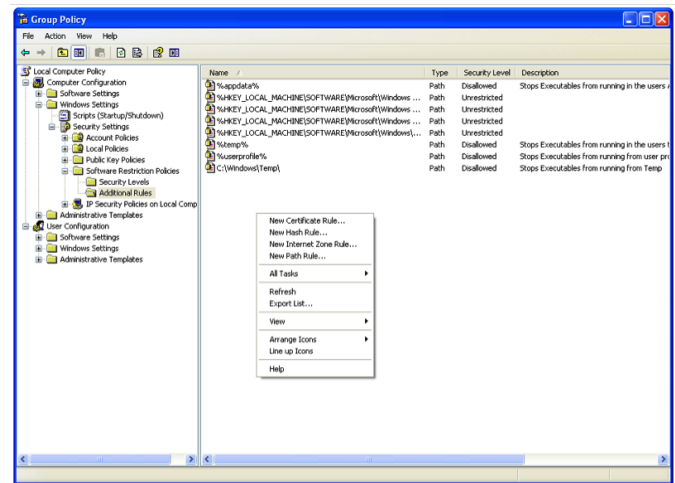 Group Policy
File Action View Help
Local Computer Policy
Computer Configuration
Software Settings
Windows Settings
Scripts (Startup/Shutdown)
Security Settings
Account Policies
Local Policies
Public Key Policies
Software Restriction Policies
Security Levels
Additional Rules
IP Security Policies on Local Comp
Administrative Templates
User Configuration
Software Settings
Windows Settings
Administrative Templates
Name Type Security Level Description
%appdata% Path Disallowed Stops Executables from running in the users
%HKEY_LOCAL_MACHINE\SOFTWARE\Microsoft\Windows ... Path Unrestricted
%HKEY_LOCAL_MACHINE\SOFTWARE\Microsoft\Windows ... Path Unrestricted
%HKEY_LOCAL_MACHINE\SOFTWARE\Microsoft\Windows ... Path Unrestricted
%HKEY_LOCAL_MACHINE\SOFTWARE\Microsoft\Windows\... Path Unrestricted
%temp% Path Disallowed Stops Executables from running in the users t
%userprofile% Path Disallowed Stops Executables from running from user pro
C:\Windows\Temp\ Path Disallowed Stops Executables from running from Temp
New Certificate Rule...
New Hash Rule...
New Internet Zone Rule...
New Path Rule...
All Tasks
Refresh
Export List...
View
Arrange Icons
Line up Icons
Help